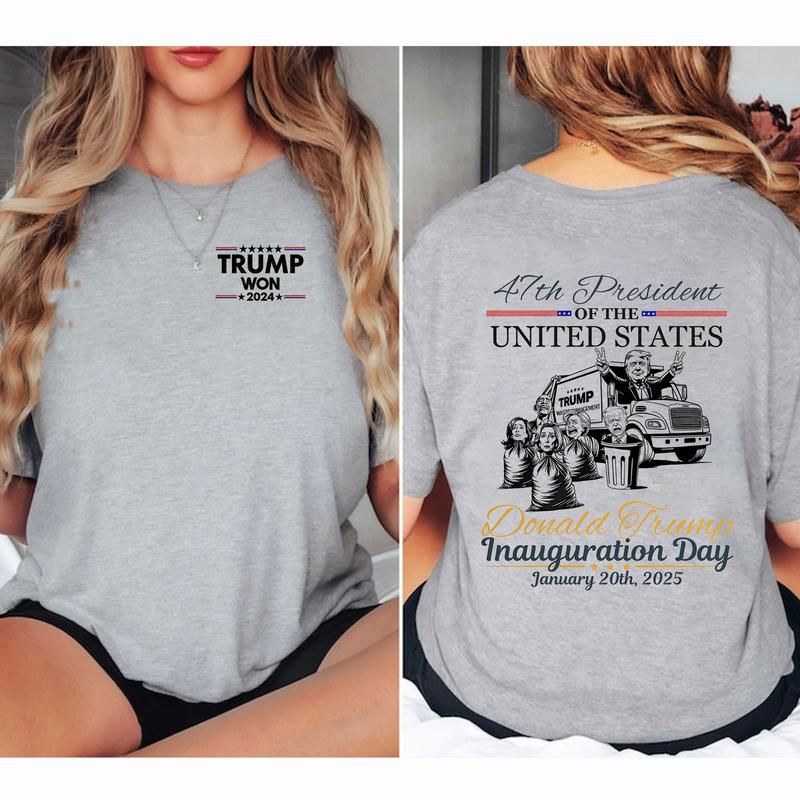 TRUMP
WON
2024
47th President
OF THE
UNITED STATES
TRUMP
WASTE MANAGEMENT
Donald Trump
Inauguration Day
January 20th, 2025